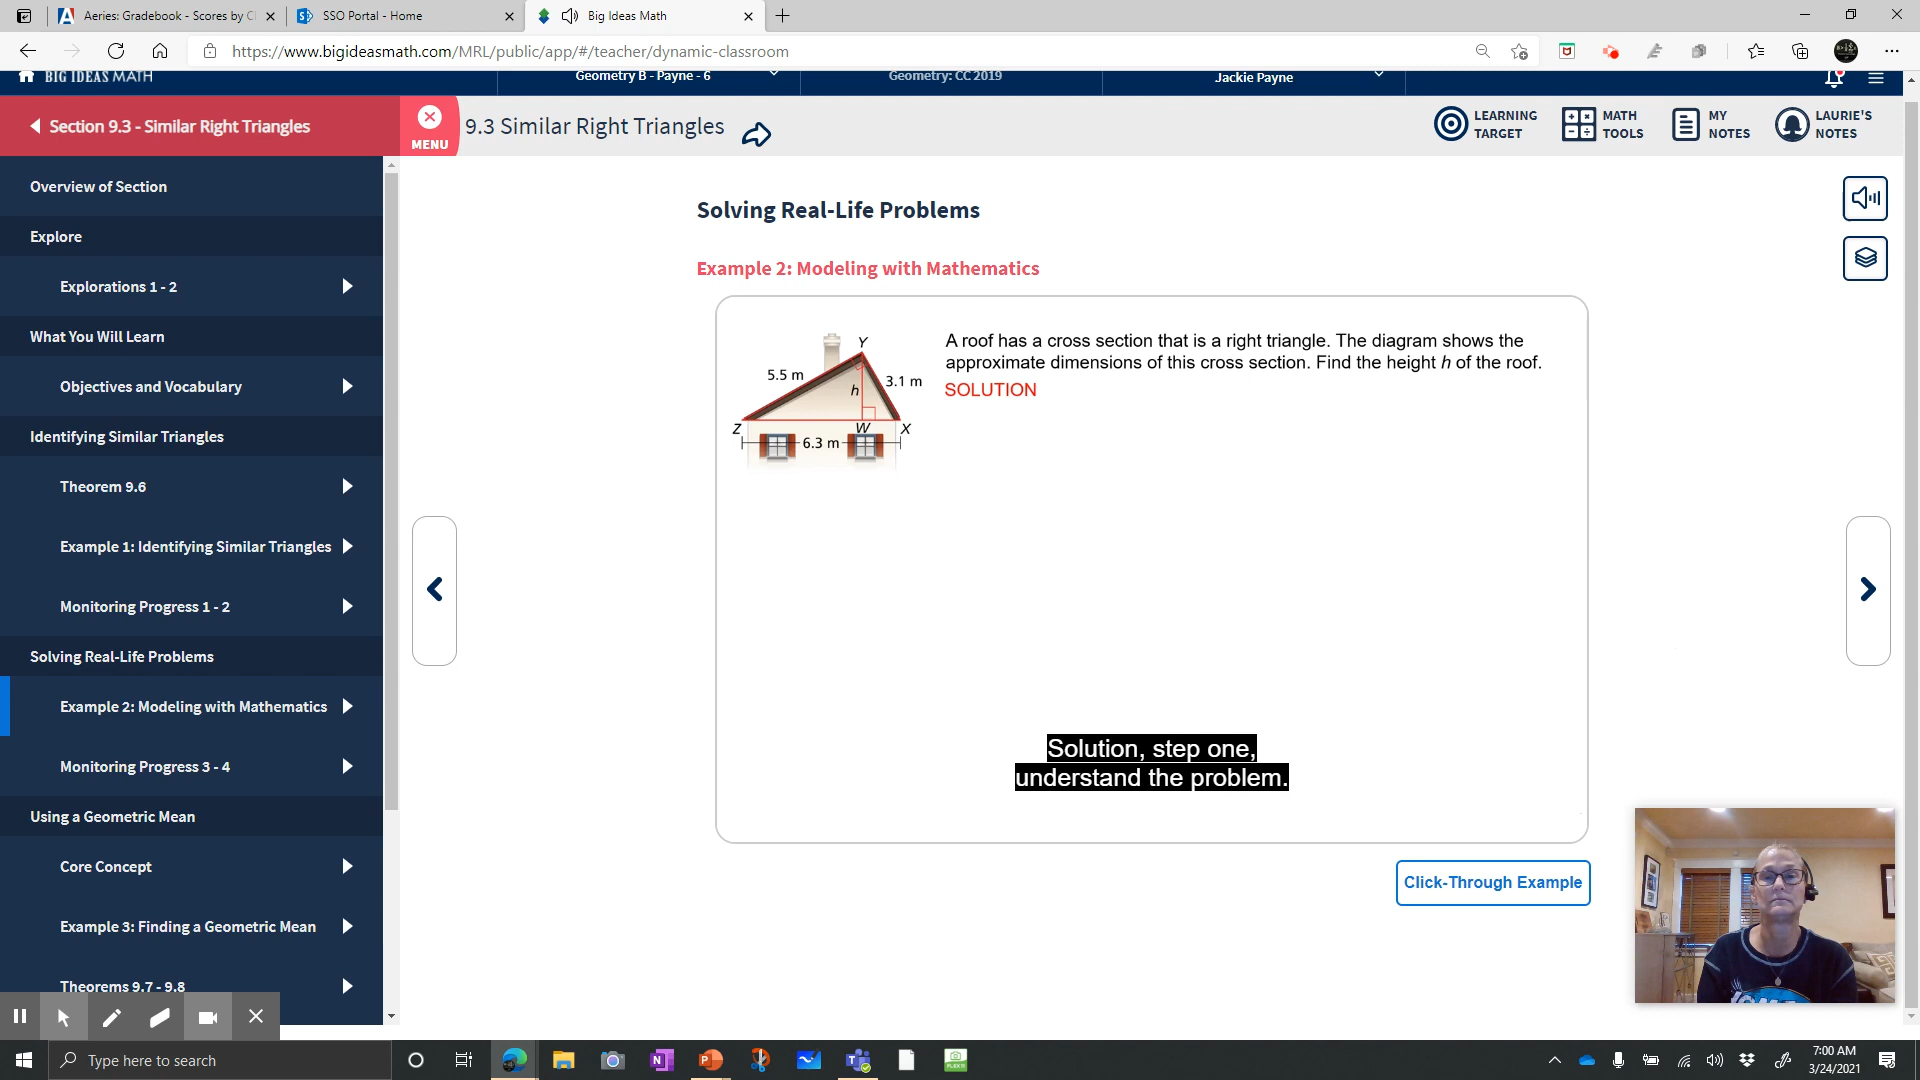 Aeries: Gradebook - Scores by Cl
SSO Portal - Home
Big Ideas Math
https://www.bigideasmath.com/MRL/public/app/#/teacher/dynamic-classroom
BIG IDEAS MATH
Geometry B - Payne - 6
Geometry: CC 2019
Jackie Payne
Section 9.3 - Similar Right Triangles
MENU
9.3 Similar Right Triangles
LEARNING
TARGET
MATH
TOOLS
MY
NOTES
LAURIE'S
NOTES
Overview of Section
Explore
Explorations 1 - 2
What You Will Learn
Objectives and Vocabulary
Identifying Similar Triangles
Theorem 9.6
Example 1: Identifying Similar Triangles
Monitoring Progress 1 - 2
Solving Real-Life Problems
Example 2: Modeling with Mathematics
Monitoring Progress 3 - 4
Using a Geometric Mean
Core Concept
Example 3: Finding a Geometric Mean
Theorems 9.7 - 9.8
Solving Real-Life Problems
Example 2: Modeling with Mathematics
Y
5.5 m
h
3.1 m
Z
W
X
6.3 m
A roof has a cross section that is a right triangle. The diagram shows the
approximate dimensions of this cross section. Find the height h of the roof.
SOLUTION
Solution, step one,
understand the problem.
Click-Through Example
Type here to search
7:00 AM
3/24/2021